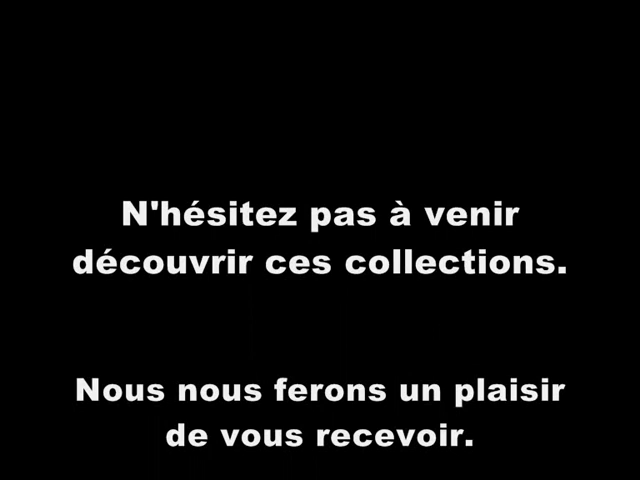 N'hésitez pas à venir
découvrir ces collections.
Nous nous ferons un plaisir
de vous recevoir.